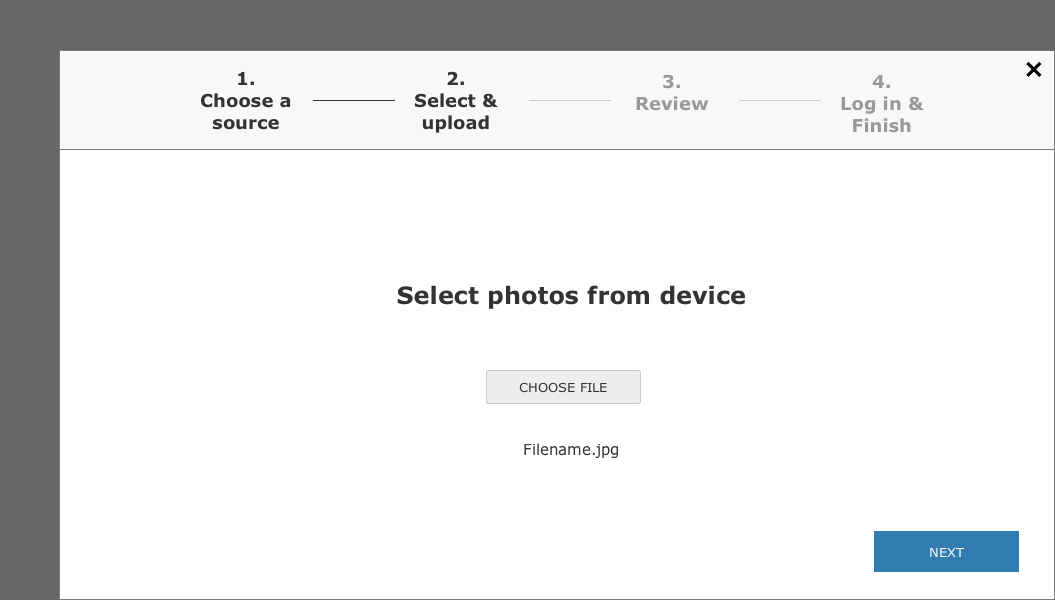 1.
Choose a
source
2.
Select &
upload
3.
Review
4.
Log in &
Finish
Select photos from device
CHOOSE FILE
Filename.jpg
NEXT